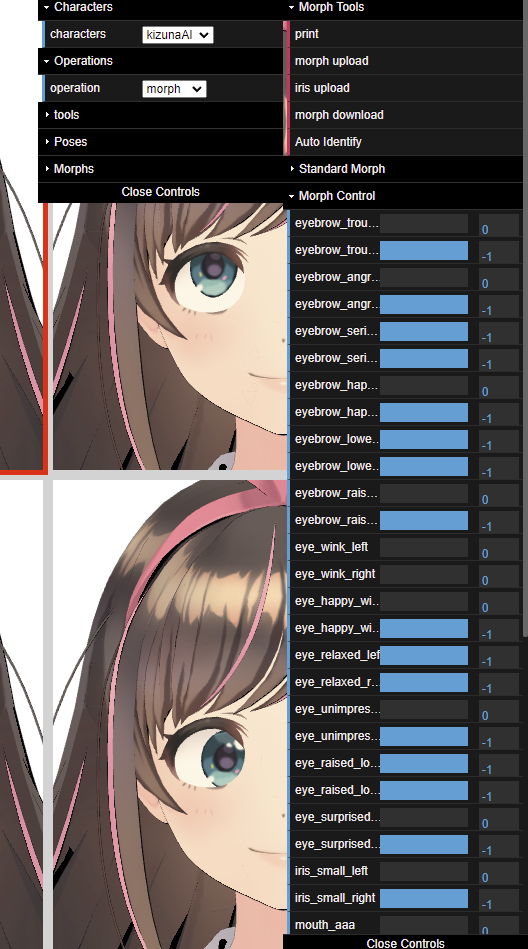 Characters
characters kizunaAI
Operations
operation morph
tools
Poses
Morphs
Close Controls
Morph Tools
print
morph upload
iris upload
morph download
Auto Identify
Standard Morph
Morph Control
eyebrow_trou... 0
eyebrow_trou... -1
eyebrow_angr... 0
eyebrow_angr... -1
eyebrow_seri... -1
eyebrow_seri... -1
eyebrow_hap... 0
eyebrow_hap... -1
eyebrow_lowe... -1
eyebrow_lowe... -1
eyebrow_rais... 0
eyebrow_rais... -1
eye_wink_left 0
eye_wink_right 0
eye_happy_wi... 0
eye_happy_wi... -1
eye_relaxed_left -1
eye_relaxed_r... -1
eye_unimpres... 0
eye_unimpres... -1
eye_raised_lo... -1
eye_raised_lo... -1
eye_surprised... 0
eye_surprised... -1
iris_small_left 0
iris_small_right -1
mouth_aaa 0
Close Controls